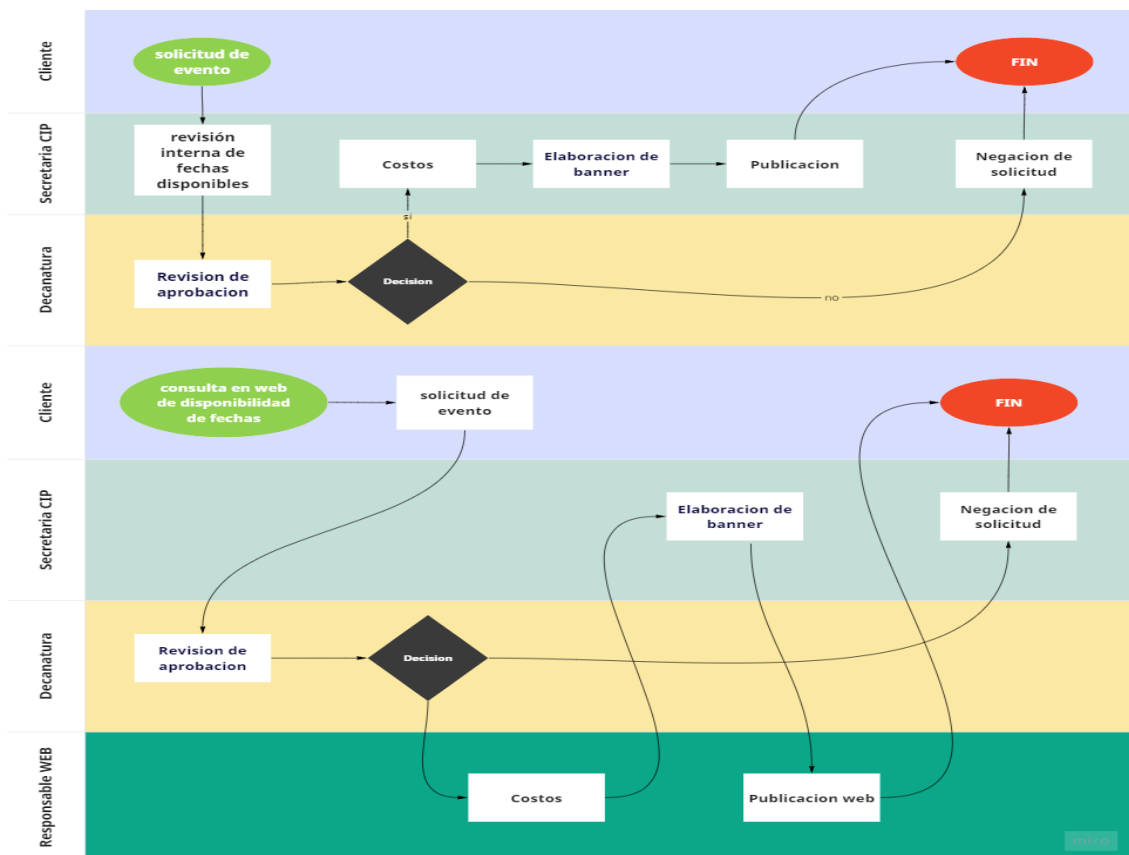 Cliente
solicitud de
evento
FIN
Secretaria CIP
revisión
interna de
fechas
disponibles
Costos
Elaboracion de
banner
Publicacion
Negacion de
solicitud
si
Decanatura
Revision de
aprobacion
Decision
no
Cliente
consulta en web
de disponibilidad
de fechas
solicitud de
evento
FIN
Secretaria CIP
Elaboracion de
banner
Negacion de
solicitud
Decanatura
Revision de
aprobacion
Decision
Responsable WEB
Costos
Publicacion web
miro